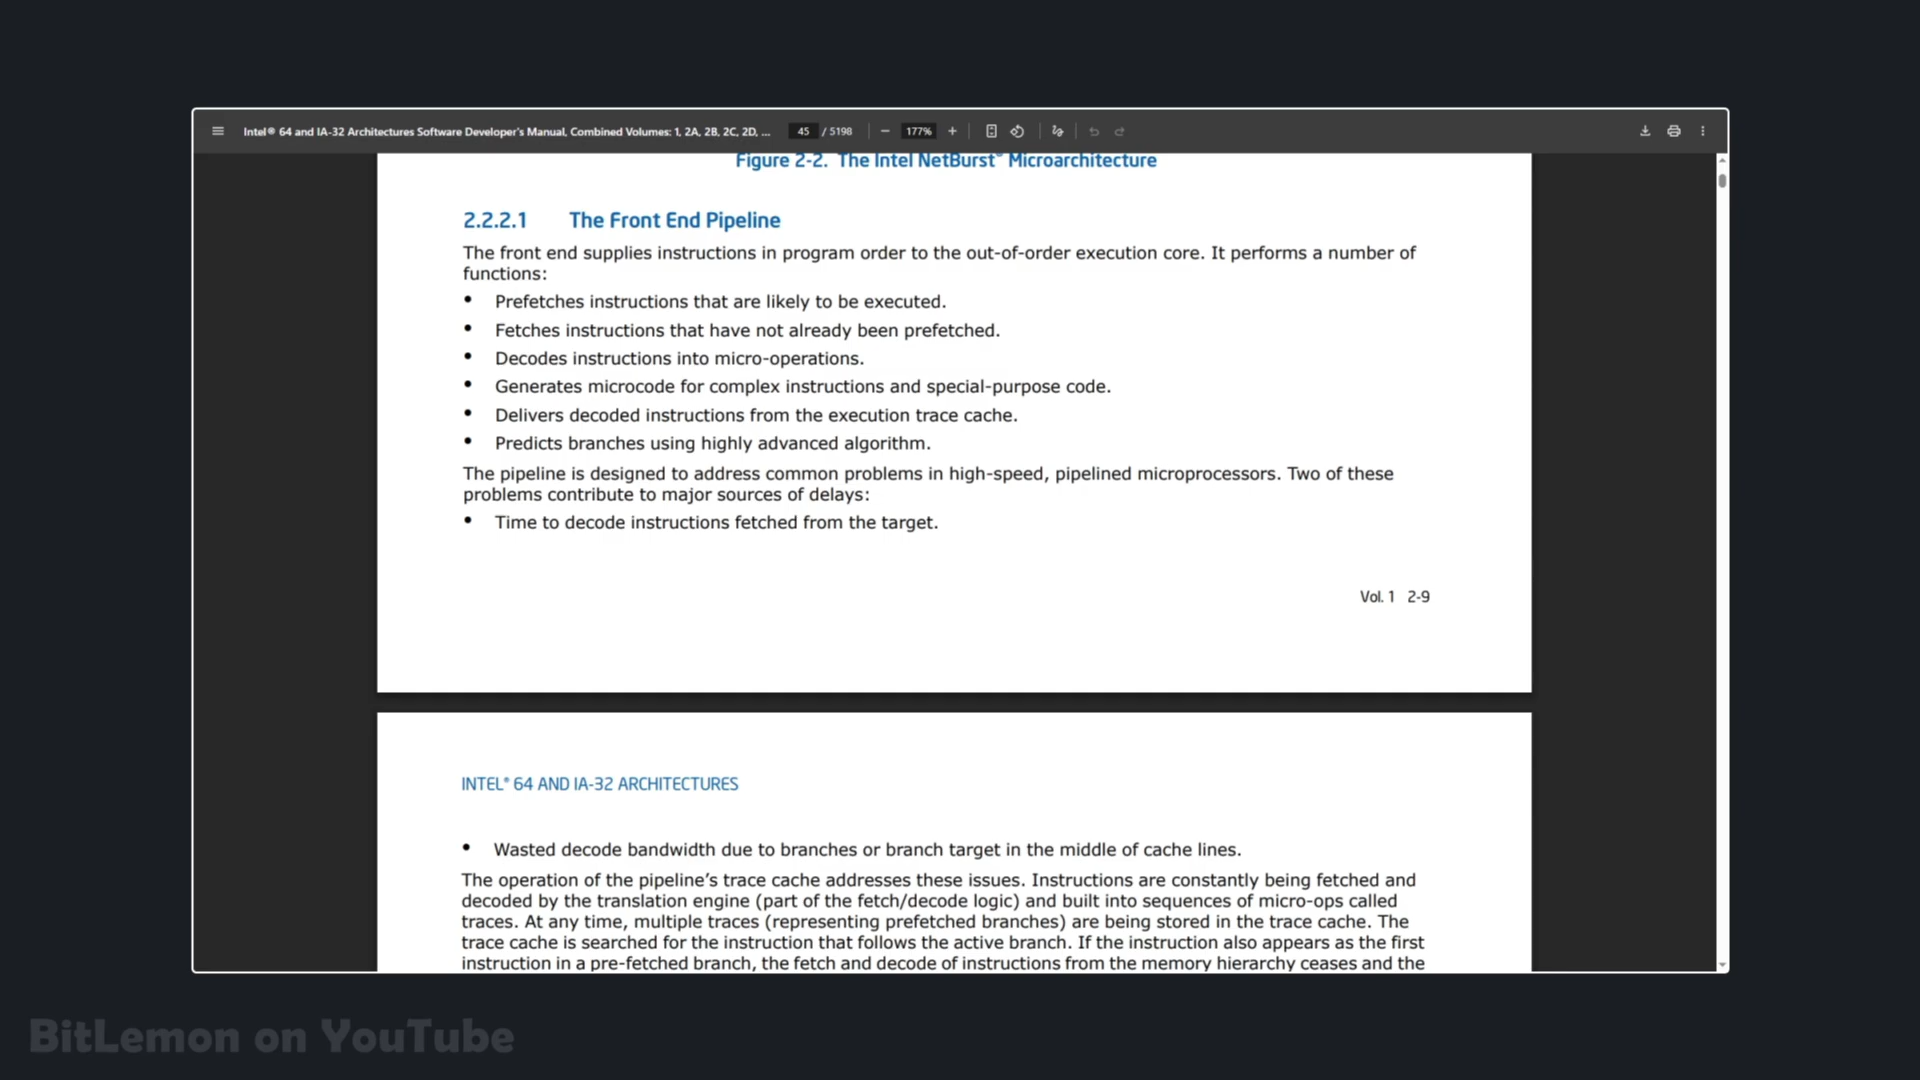 Intel® 64 and IA-32 Architectures Software Developer's Manual, Combined Volumes: 1, 2A, 2B, 2C, 2D, ... 45 / 5198 − 177% +
Figure 2-2. The Intel NetBurst® Microarchitecture
2.2.2.1 The Front End Pipeline
The front end supplies instructions in program order to the out-of-order execution core. It performs a number of
functions:
• Prefetches instructions that are likely to be executed.
• Fetches instructions that have not already been prefetched.
• Decodes instructions into micro-operations.
• Generates microcode for complex instructions and special-purpose code.
• Delivers decoded instructions from the execution trace cache.
• Predicts branches using highly advanced algorithm.
The pipeline is designed to address common problems in high-speed, pipelined microprocessors. Two of these
problems contribute to major sources of delays:
• Time to decode instructions fetched from the target.
Vol. 1 2-9
INTEL® 64 AND IA-32 ARCHITECTURES
• Wasted decode bandwidth due to branches or branch target in the middle of cache lines.
The operation of the pipeline's trace cache addresses these issues. Instructions are constantly being fetched and
decoded by the translation engine (part of the fetch/decode logic) and built into sequences of micro-ops called
traces. At any time, multiple traces (representing prefetched branches) are being stored in the trace cache. The
trace cache is searched for the instruction that follows the active branch. If the instruction also appears as the first
instruction in a pre-fetched branch, the fetch and decode of instructions from the memory hierarchy ceases and the
BitLemon on YouTube